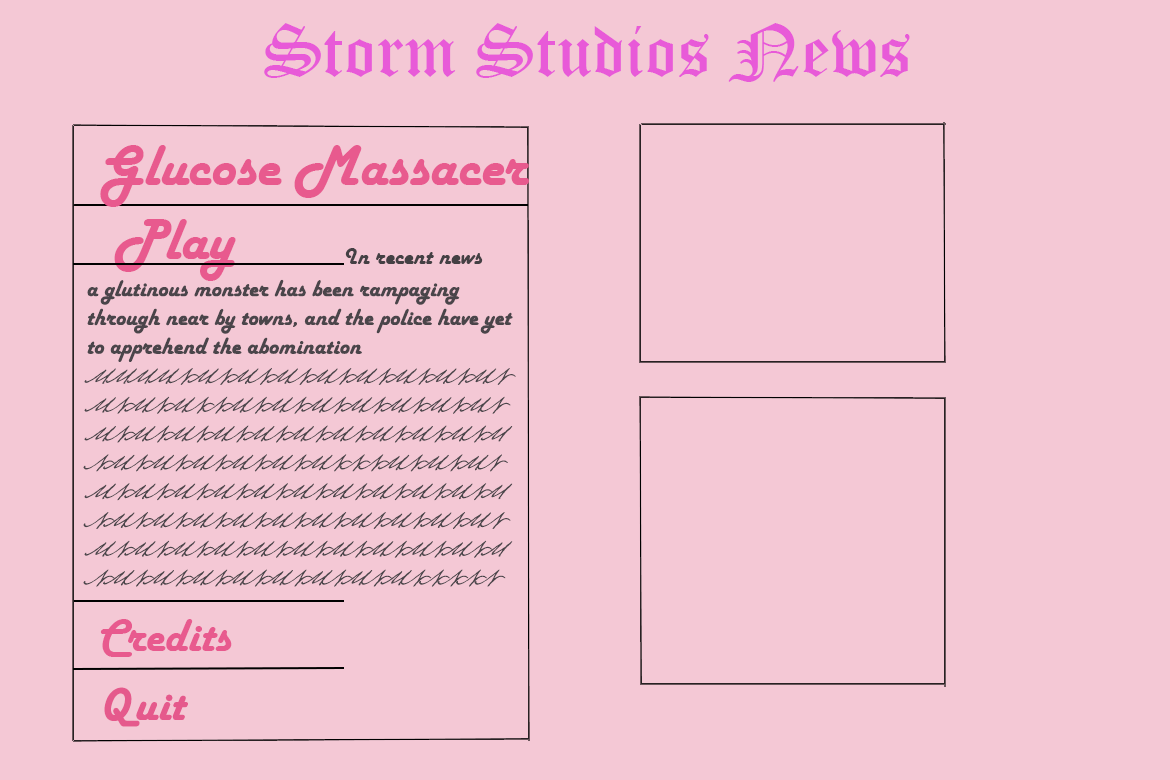 Storm Studios News
Glucose Massacer
Play
In recent news
a glutinous monster has been rampaging
through near by towns, and the police have yet
to apprehend the abomination
Credits
Quit